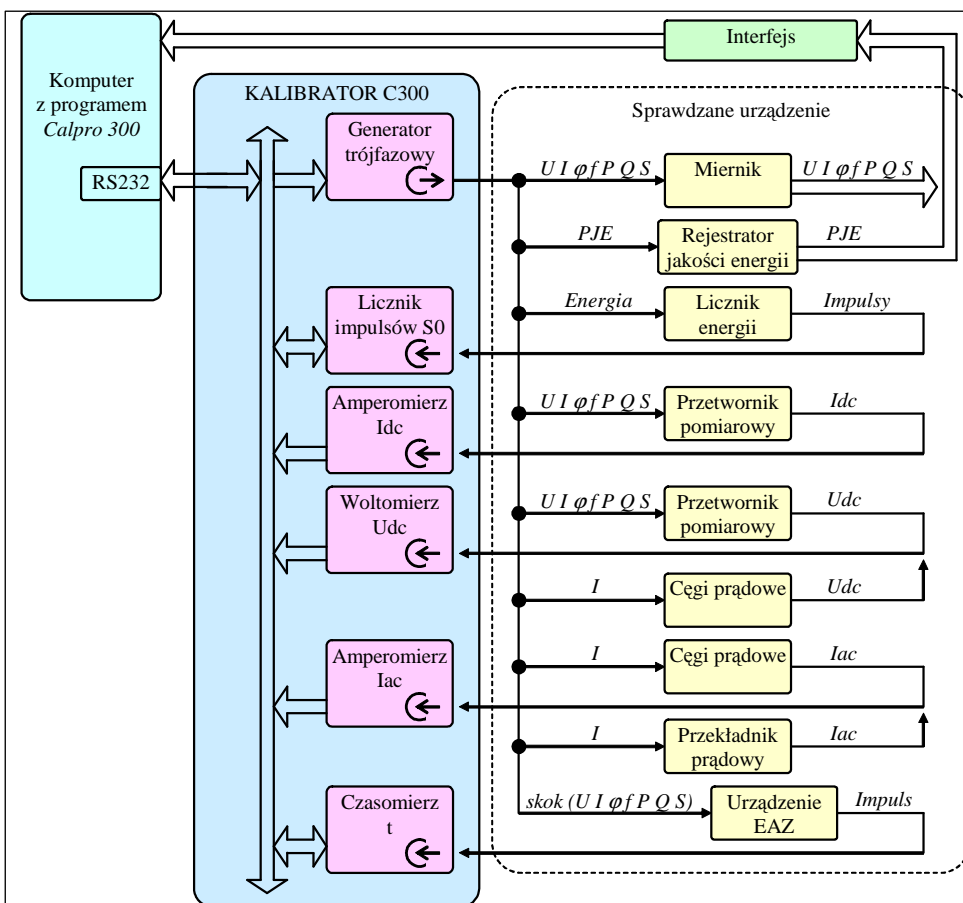 Interfejs
Komputer
z programem
Calpro 300
RS232
KALIBRATOR C300
Generator
trójfazowy
Licznik
impulsów S0
Amperomierz
Idc
Woltomierz
Udc
Amperomierz
Iac
Czasomierz
t
Sprawdzane urządzenie
U I φ f P Q S
Miernik
U I φ f P Q S
PJE
Rejestrator
jakości energii
PJE
Energia
Licznik
energii
Impulsy
U I φ f P Q S
Przetwornik
pomiarowy
Idc
U I φ f P Q S
Przetwornik
pomiarowy
Udc
I
Cęgi prądowe
Udc
I
Cęgi prądowe
Iac
I
Przekładnik
prądowy
Iac
skok (U I φ f P Q S)
Urządzenie
EAZ
Impuls